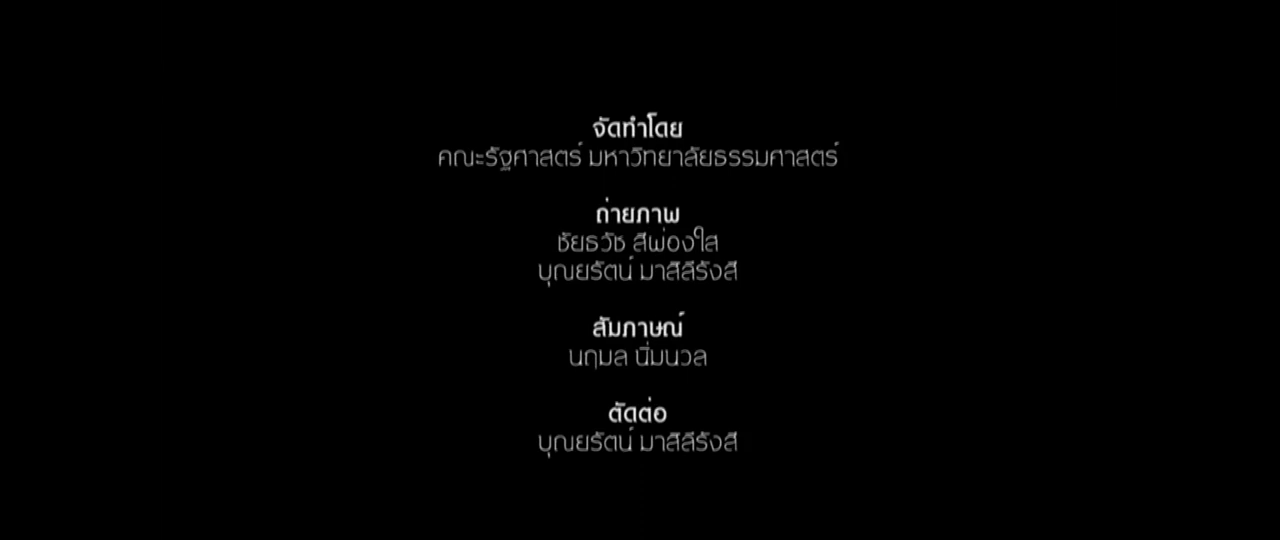 จัดทำโดย
คณะรัฐศาสตร์ มหาวิทยาลัยธรรมศาสตร์
ถ่ายภาพ
ชัยธวัช สีผ่องใส
บุณยรัตน์ มาสิลีรังสี
สัมภาษณ์
นฤมล นิ่มนวล
ตัดต่อ
บุณยรัตน์ มาสิลีรังสี